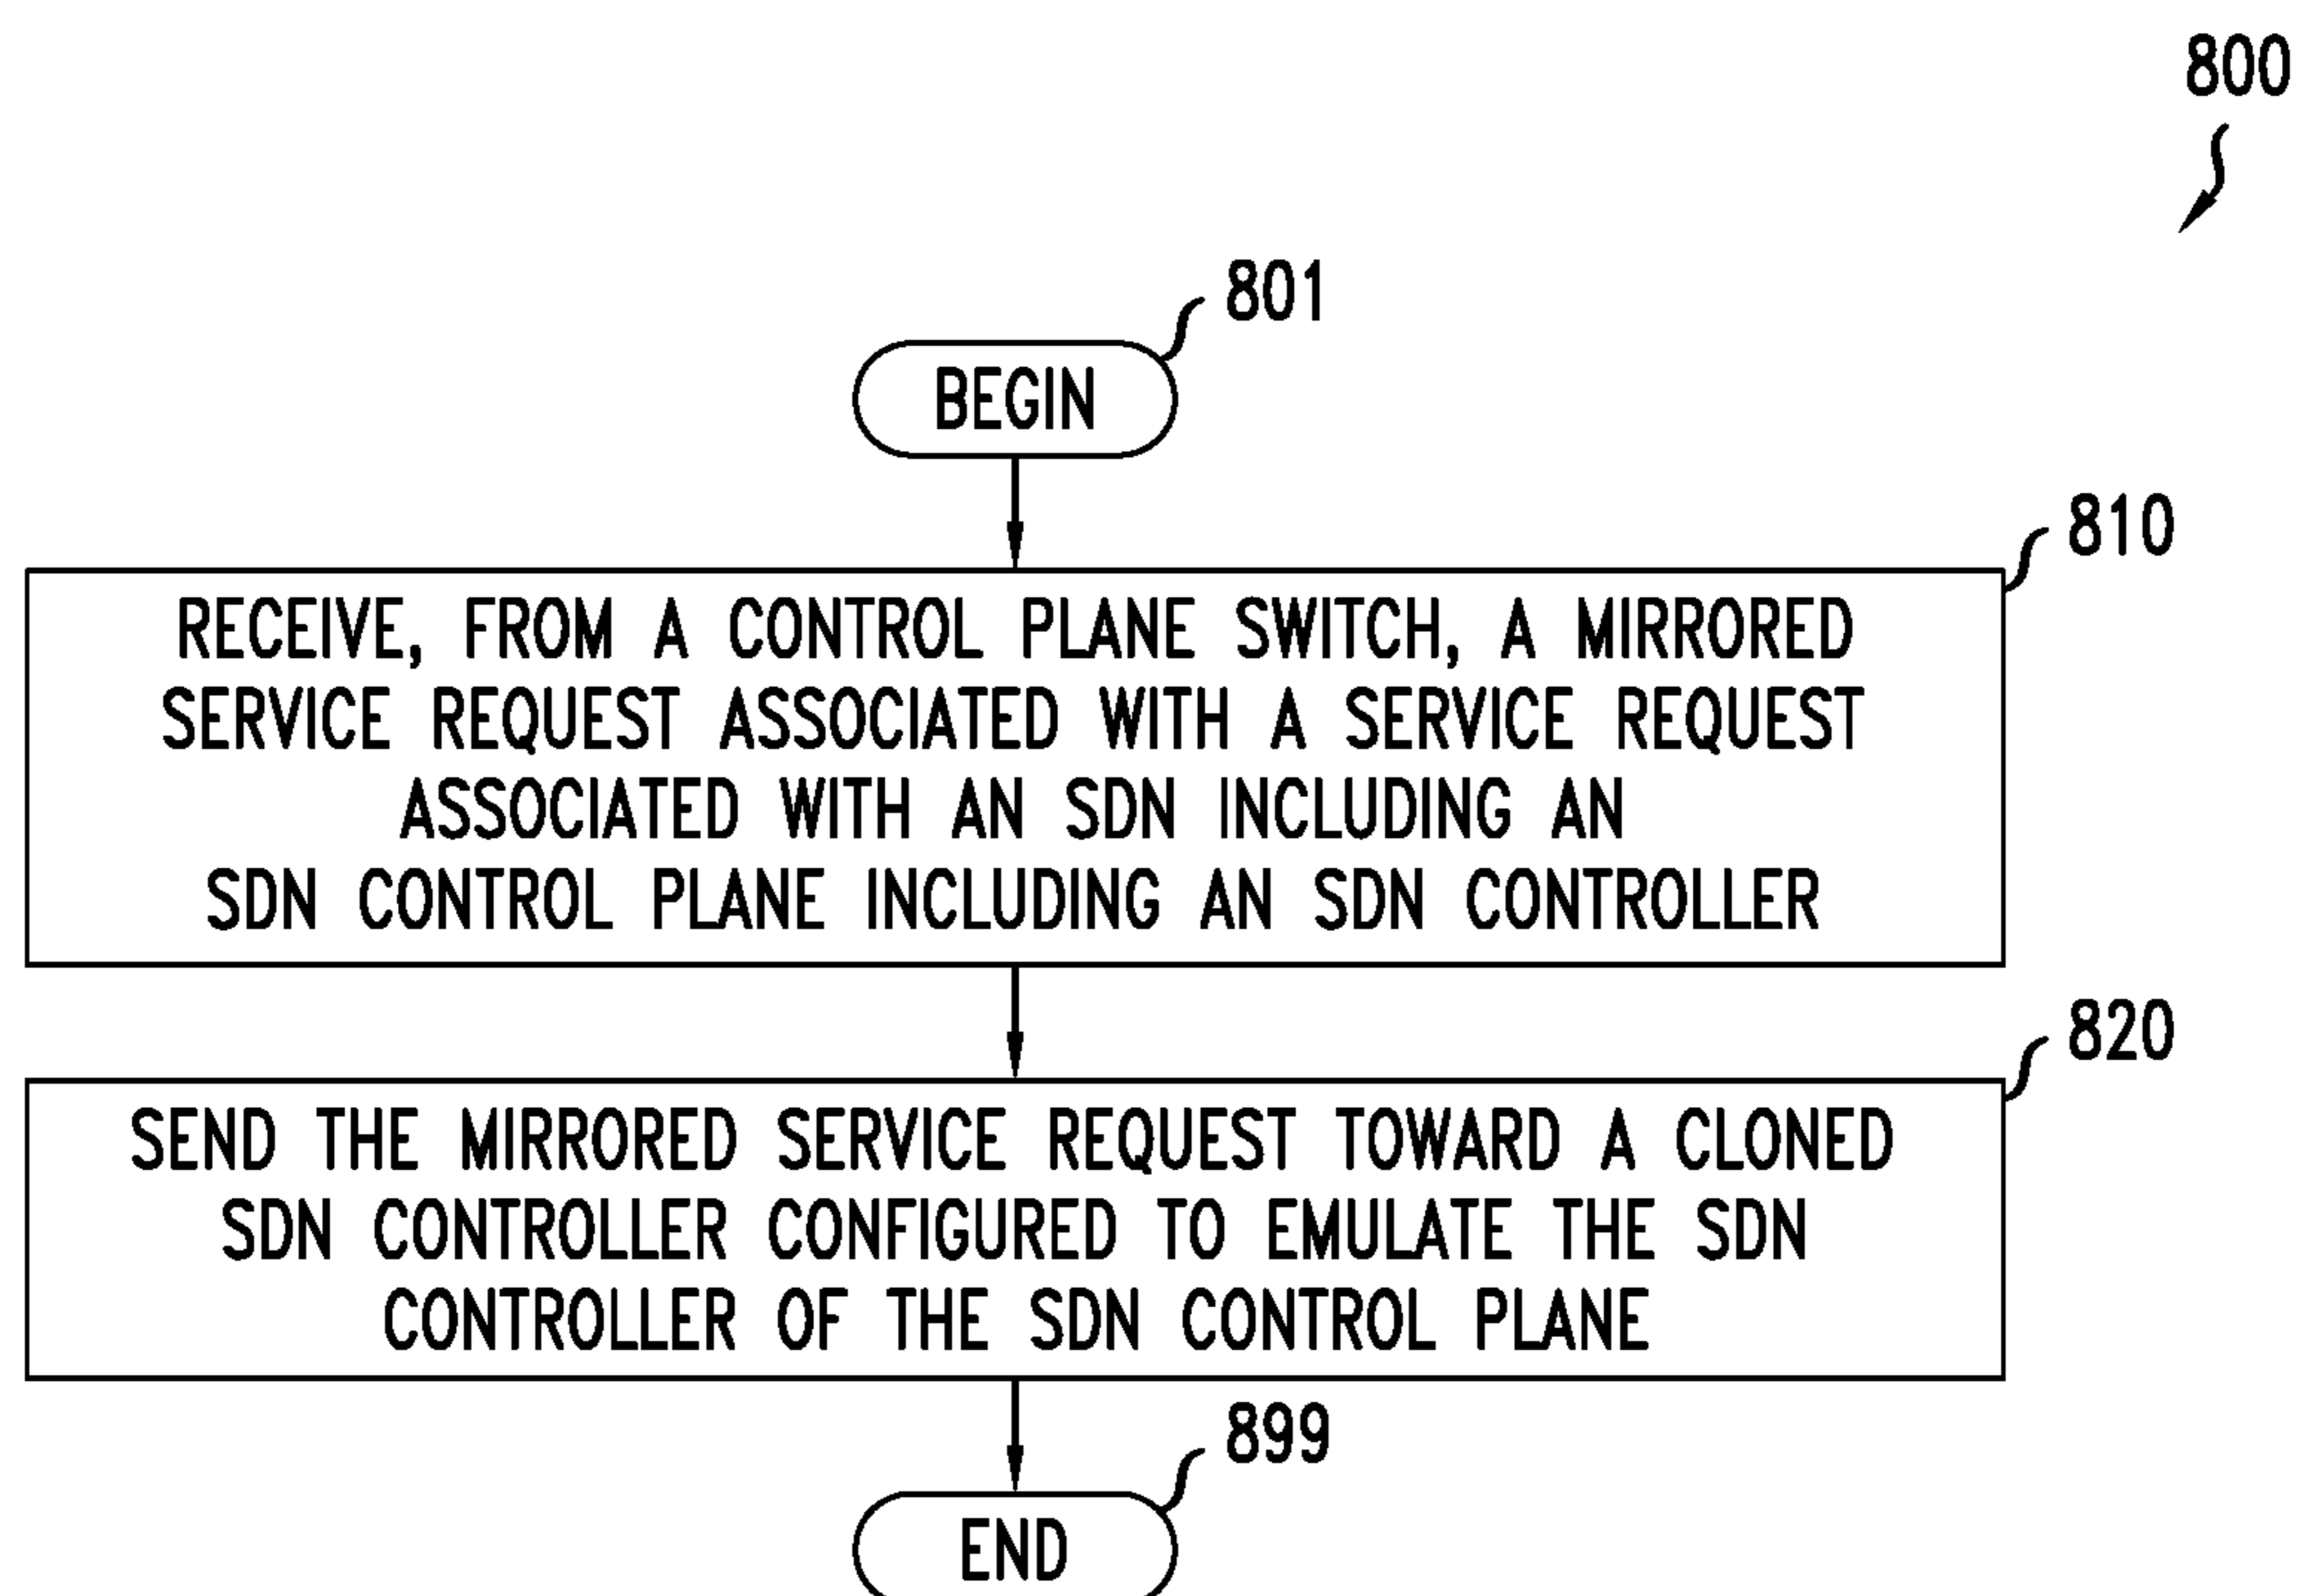 800
801
BEGIN
810
RECEIVE, FROM A CONTROL PLANE SWITCH, A MIRRORED
SERVICE REQUEST ASSOCIATED WITH A SERVICE REQUEST
ASSOCIATED WITH AN SDN INCLUDING AN
SDN CONTROL PLANE INCLUDING AN SDN CONTROLLER
820
SEND THE MIRRORED SERVICE REQUEST TOWARD A CLONED
SDN CONTROLLER CONFIGURED TO EMULATE THE SDN
CONTROLLER OF THE SDN CONTROL PLANE
899
END